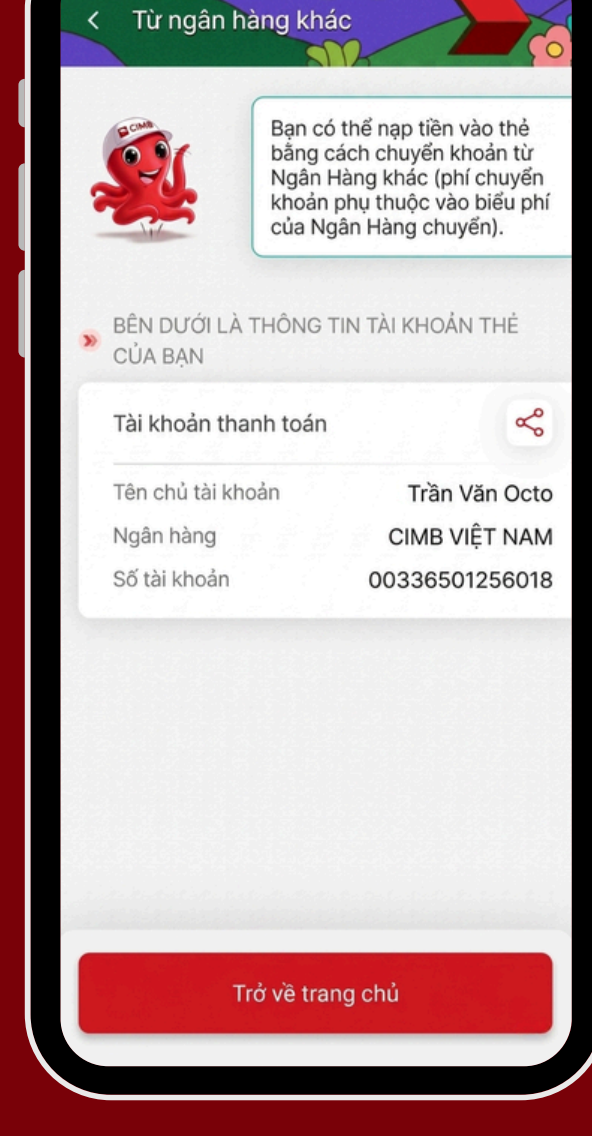 Từ ngân hàng khác
CIMB
Bạn có thể nạp tiền vào thẻ
bằng cách chuyển khoản từ
Ngân Hàng khác (phí chuyển
khoản phụ thuộc vào biểu phí
của Ngân Hàng chuyển).
BÊN DƯỚI LÀ THÔNG TIN TÀI KHOẢN THẺ
CỦA BẠN
Tài khoản thanh toán
Tên chủ tài khoản Trần Văn Octo
Ngân hàng CIMB VIỆT NAM
Số tài khoản 00336501256018
Trở về trang chủ